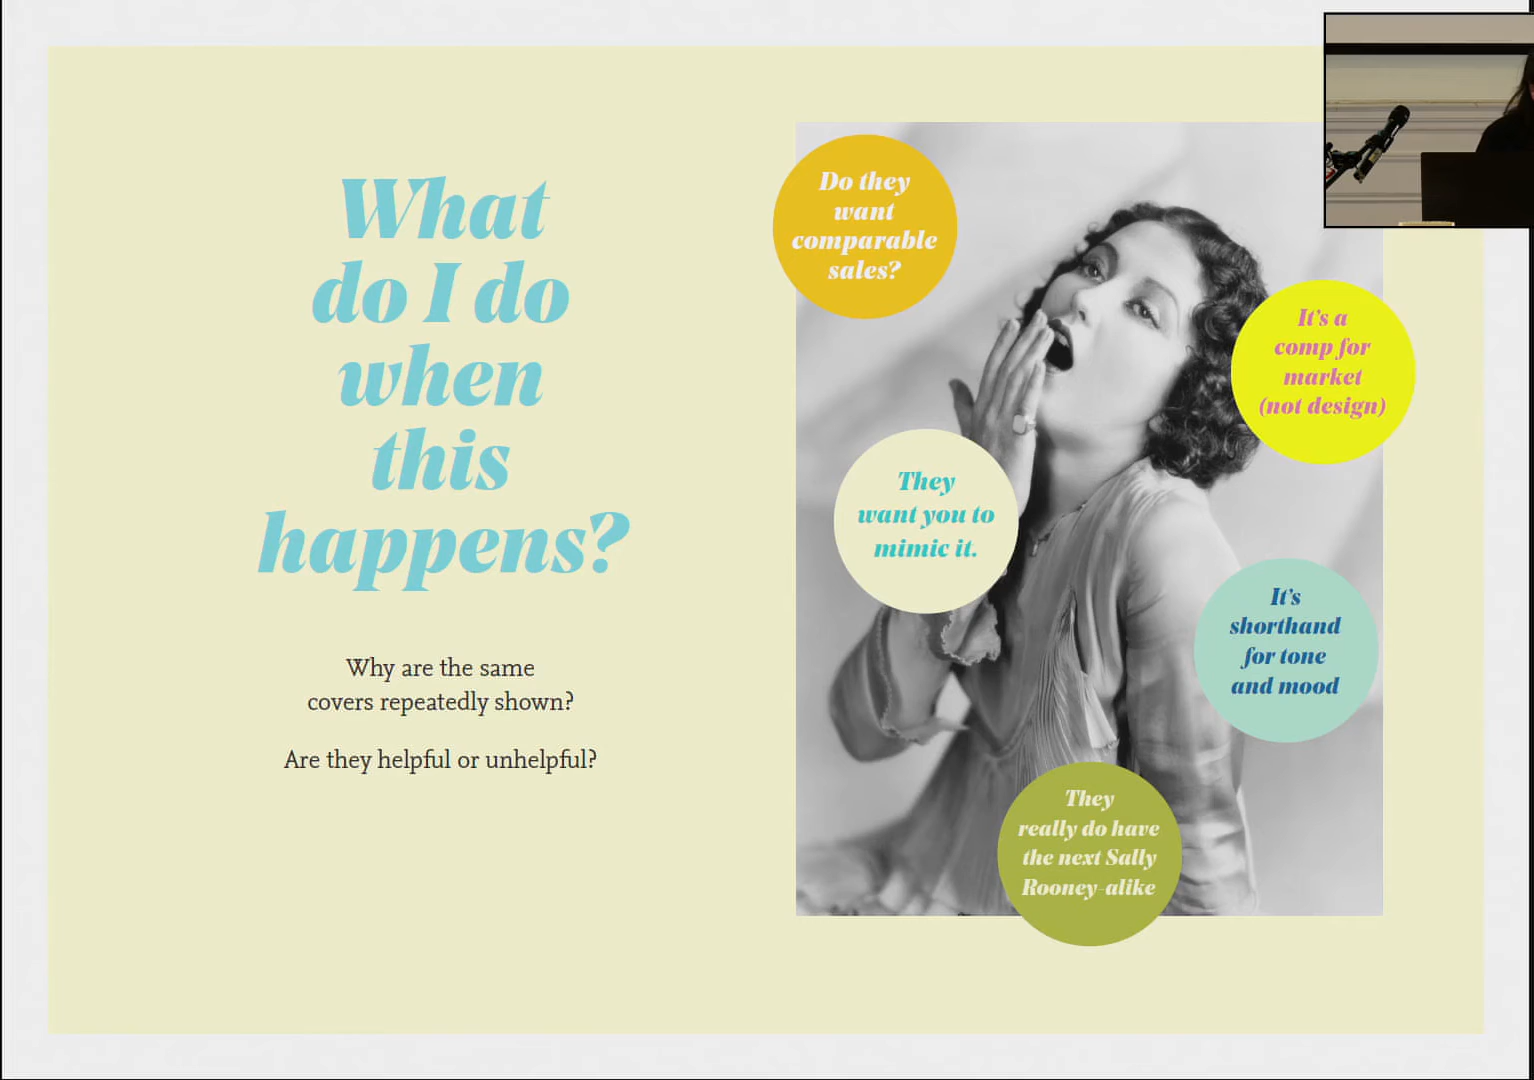 What
do I do
when
this
happens?
Why are the same
covers repeatedly shown?
Are they helpful or unhelpful?
Do they
want
comparable
sales?
It's a
comp for
market
(not design)
They
want you to
mimic it.
It's
shorthand
for tone
and mood
They
really do have
the next Sally
Rooney-alike